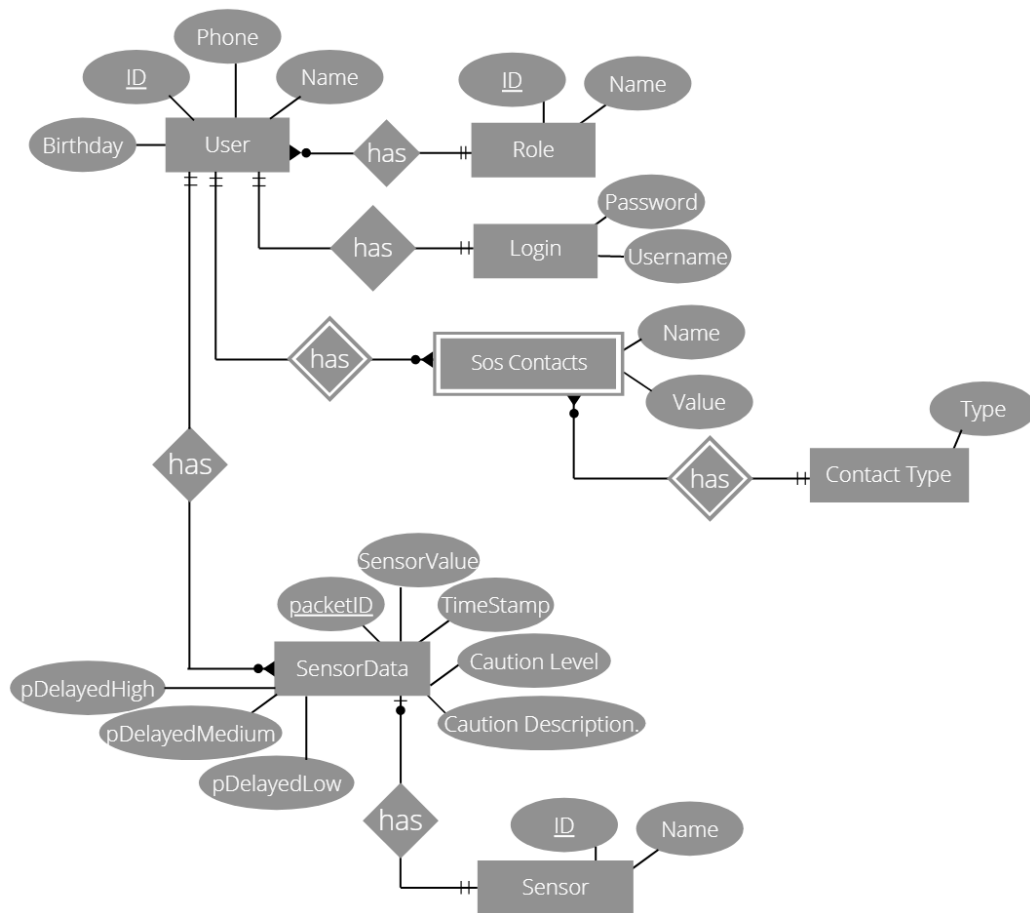 Phone
ID
Name
Birthday
User
has
ID
Name
Role
has
Password
Login
Username
has
Sos Contacts
Name
Value
Type
has
Contact Type
has
SensorValue
packetID
TimeStamp
SensorData
Caution Level
pDelayedHigh
pDelayedMedium
Caution Description.
pDelayedLow
has
ID
Name
Sensor